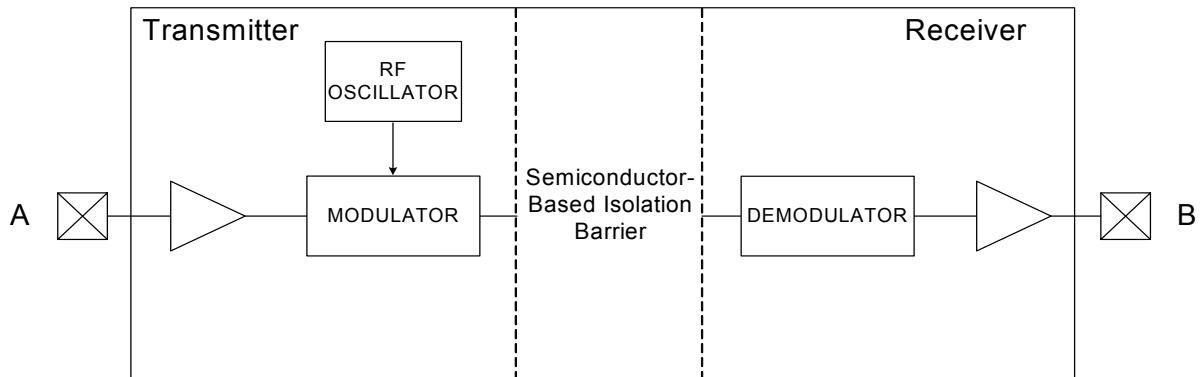 Transmitter
Receiver
RF
OSCILLATOR
A
MODULATOR
Semiconductor-
Based Isolation
Barrier
DEMODULATOR
B